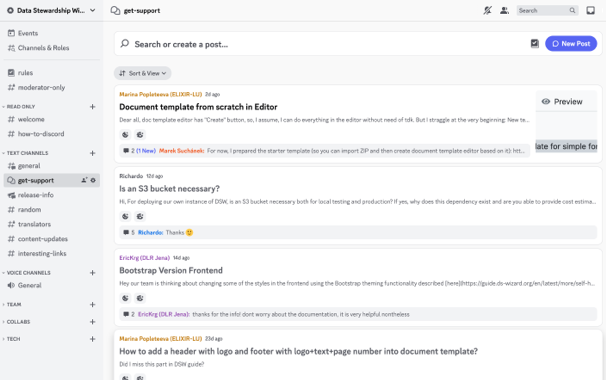 Data Stewardship Wi...
Events
Channels & Roles
rules
moderator-only
READ ONLY
welcome
how-to-discord
TEXT CHANNELS
general
get-support
release-info
random
translators
content-updates
interesting-links
VOICE CHANNELS
General
TEAM
COLLABS
TECH
get-support
Search
Search or create a post...
New Post
Sort & View
Marina Popleteeva (ELIXIR-LU) 2d ago
Document template from scratch in Editor
Dear all, doc template editor has "Create" button, so, I assume, I can do everything in the editor without need of tdk. But I straggle at the very beginning: New te...
2 (1 New) Marek Suchánek: For now, I prepared the starter template (so you can import ZIP and then create document template editor based on it): htt...
Preview
late for simple for
Richardo 12d ago
Is an S3 bucket necessary?
Hi, For deploying our own instance of DSW, is an S3 bucket necessary both for local testing and production? If yes, why does this dependency exist and are you able to provide cost estima...
5 Richardo: Thanks
EricKrg (DLR Jena) 14d ago
Bootstrap Version Frontend
Hey our team is thinking about changing some of the styles in the frontend using the Bootstrap theming functionality described [here](https://guide.ds-wizard.org/en/latest/more/self-h...
2 EricKrg (DLR Jena): thanks for the info! dont worry about the documentation, it is very helpful nontheless
Marina Popleteeva (ELIXIR-LU) 23d ago
How to add a header with logo and footer with logo+text+page number into document template?
Did I miss this part in DSW guide?